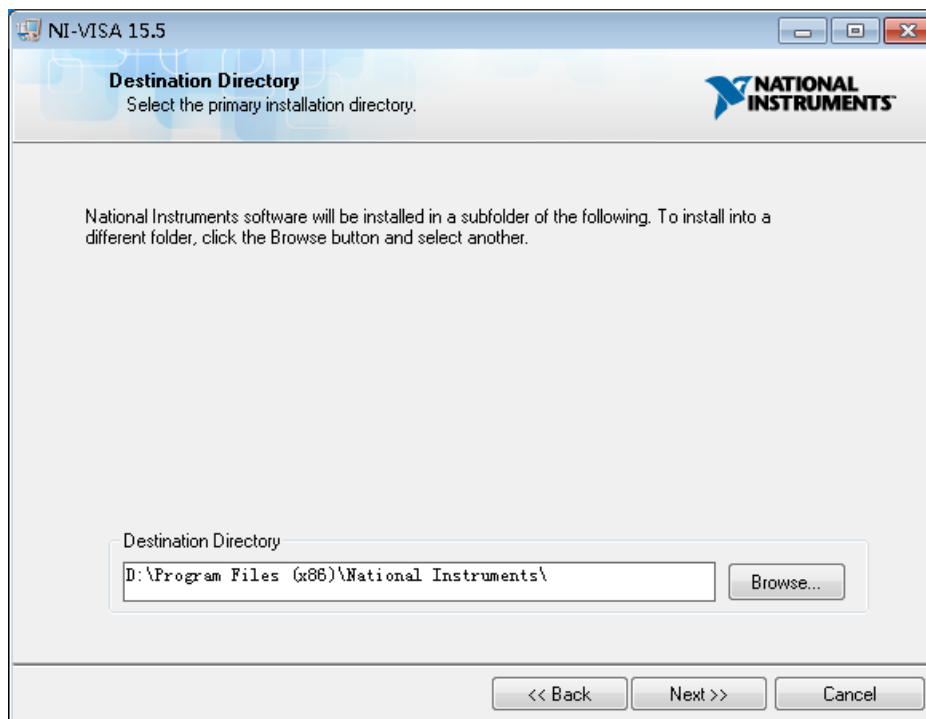 NI-VISA 15.5
Destination Directory
Select the primary installation directory.
NATIONAL
INSTRUMENTS™
National Instruments software will be installed in a subfolder of the following. To install into a
different folder, click the Browse button and select another.
Destination Directory
D:\Program Files (x86)\National Instruments\
Browse...
<< Back
Next >>
Cancel